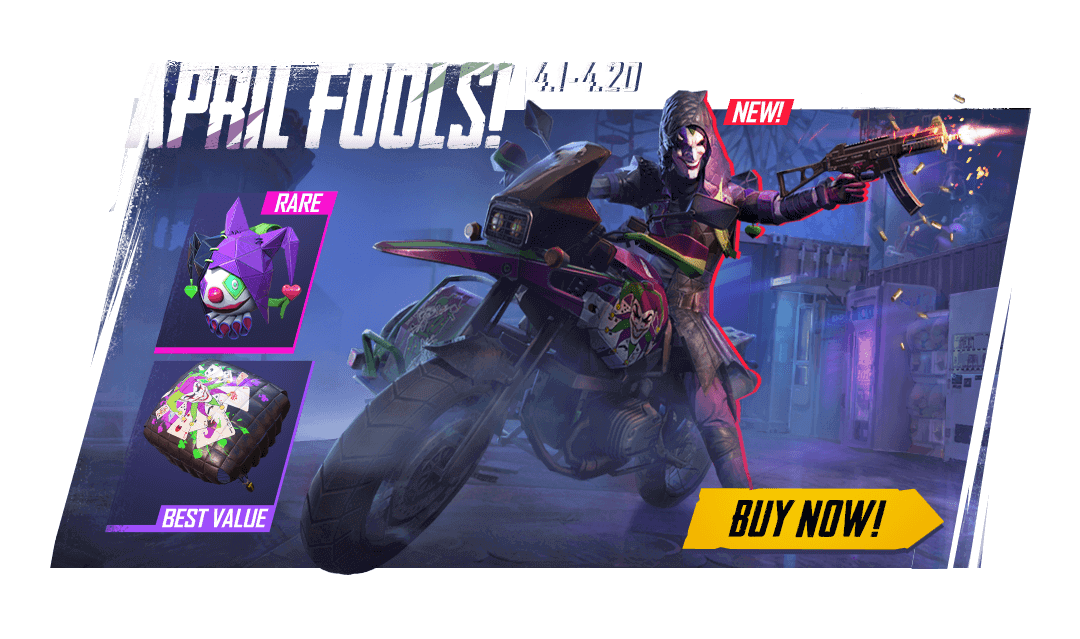 APRIL FOOLS!
4.1-4.20
NEW!
RARE
BEST VALUE
BUY NOW!